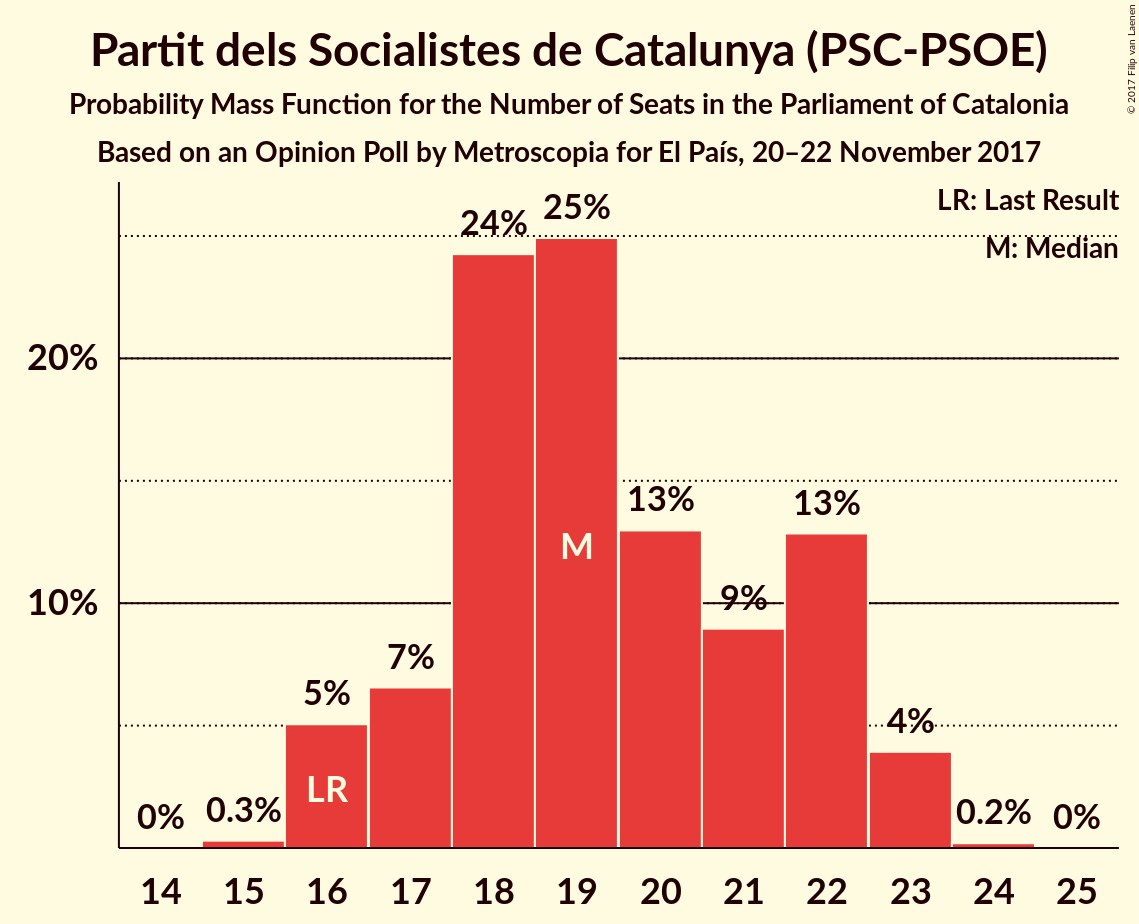 Partit dels Socialistes de Catalunya (PSC-PSOE)
Probability Mass Function for the Number of Seats in the Parliament of Catalonia
Based on an Opinion Poll by Metroscopia for El País, 20–22 November 2017
© 2017 Filip van Laenen
LR: Last Result
M: Median
24% 25%
20%
13% 13%
M
10%
9%
7%
5%
4%
LR
0% 0.3% 0.2% 0%
14 15 16 17 18 19 20 21 22 23 24 25